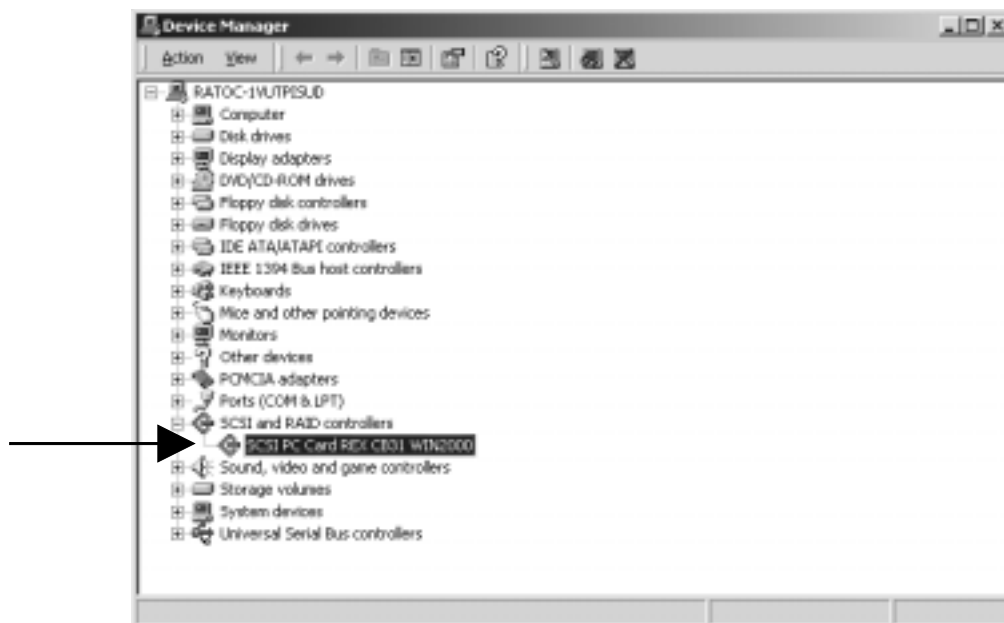 Device Manager
Action View
RATOC-1VUTPISUD
Computer
Disk drives
Display adapters
DVD/CD-ROM drives
Floppy disk controllers
Floppy disk drives
IDE ATA/ATAPI controllers
IEEE 1394 Bus host controllers
Keyboards
Mice and other pointing devices
Monitors
Other devices
PCMCIA adapters
Ports (COM & LPT)
SCSI and RAID controllers
SCSI PC Card REX CB31 WIN2000
Sound, video and game controllers
Storage volumes
System devices
Universal Serial Bus controllers